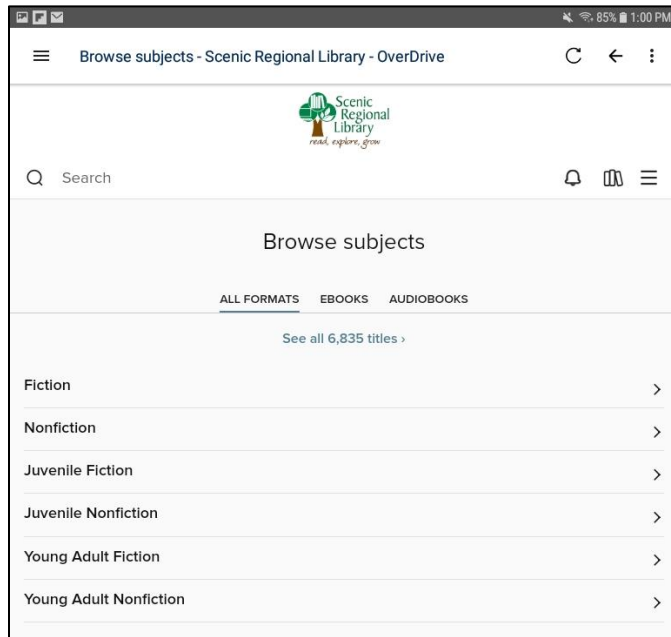 85% 1:00 PM
Browse subjects - Scenic Regional Library - OverDrive
Scenic
Regional
Library
read, explore, grow
Search
Browse subjects
ALL FORMATS EBOOKS AUDIOBOOKS
See all 6,835 titles ›
Fiction
Nonfiction
Juvenile Fiction
Juvenile Nonfiction
Young Adult Fiction
Young Adult Nonfiction